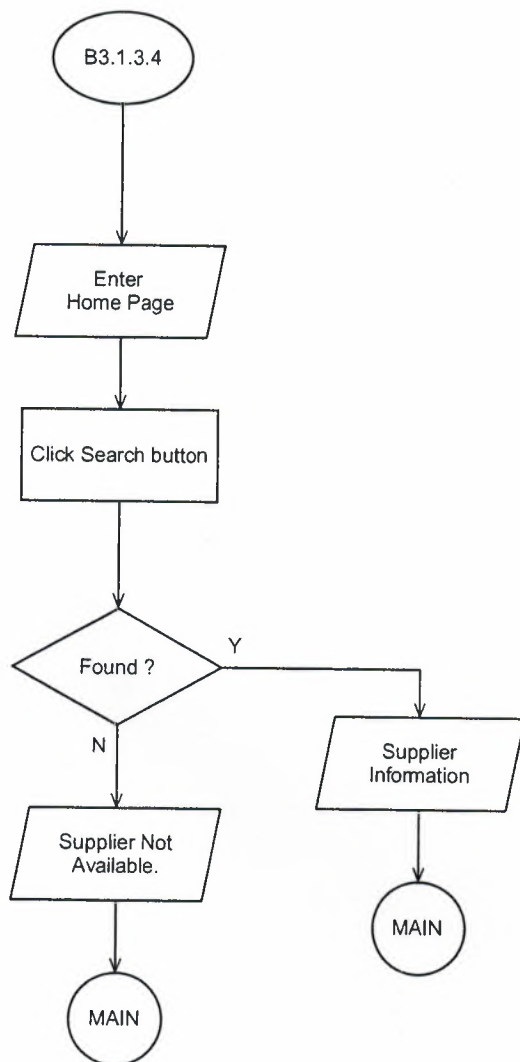 B3.1.3.4
Enter
Home Page
Click Search button
Found ?
Y
N
Supplier
Information
Supplier Not
Available.
MAIN
MAIN